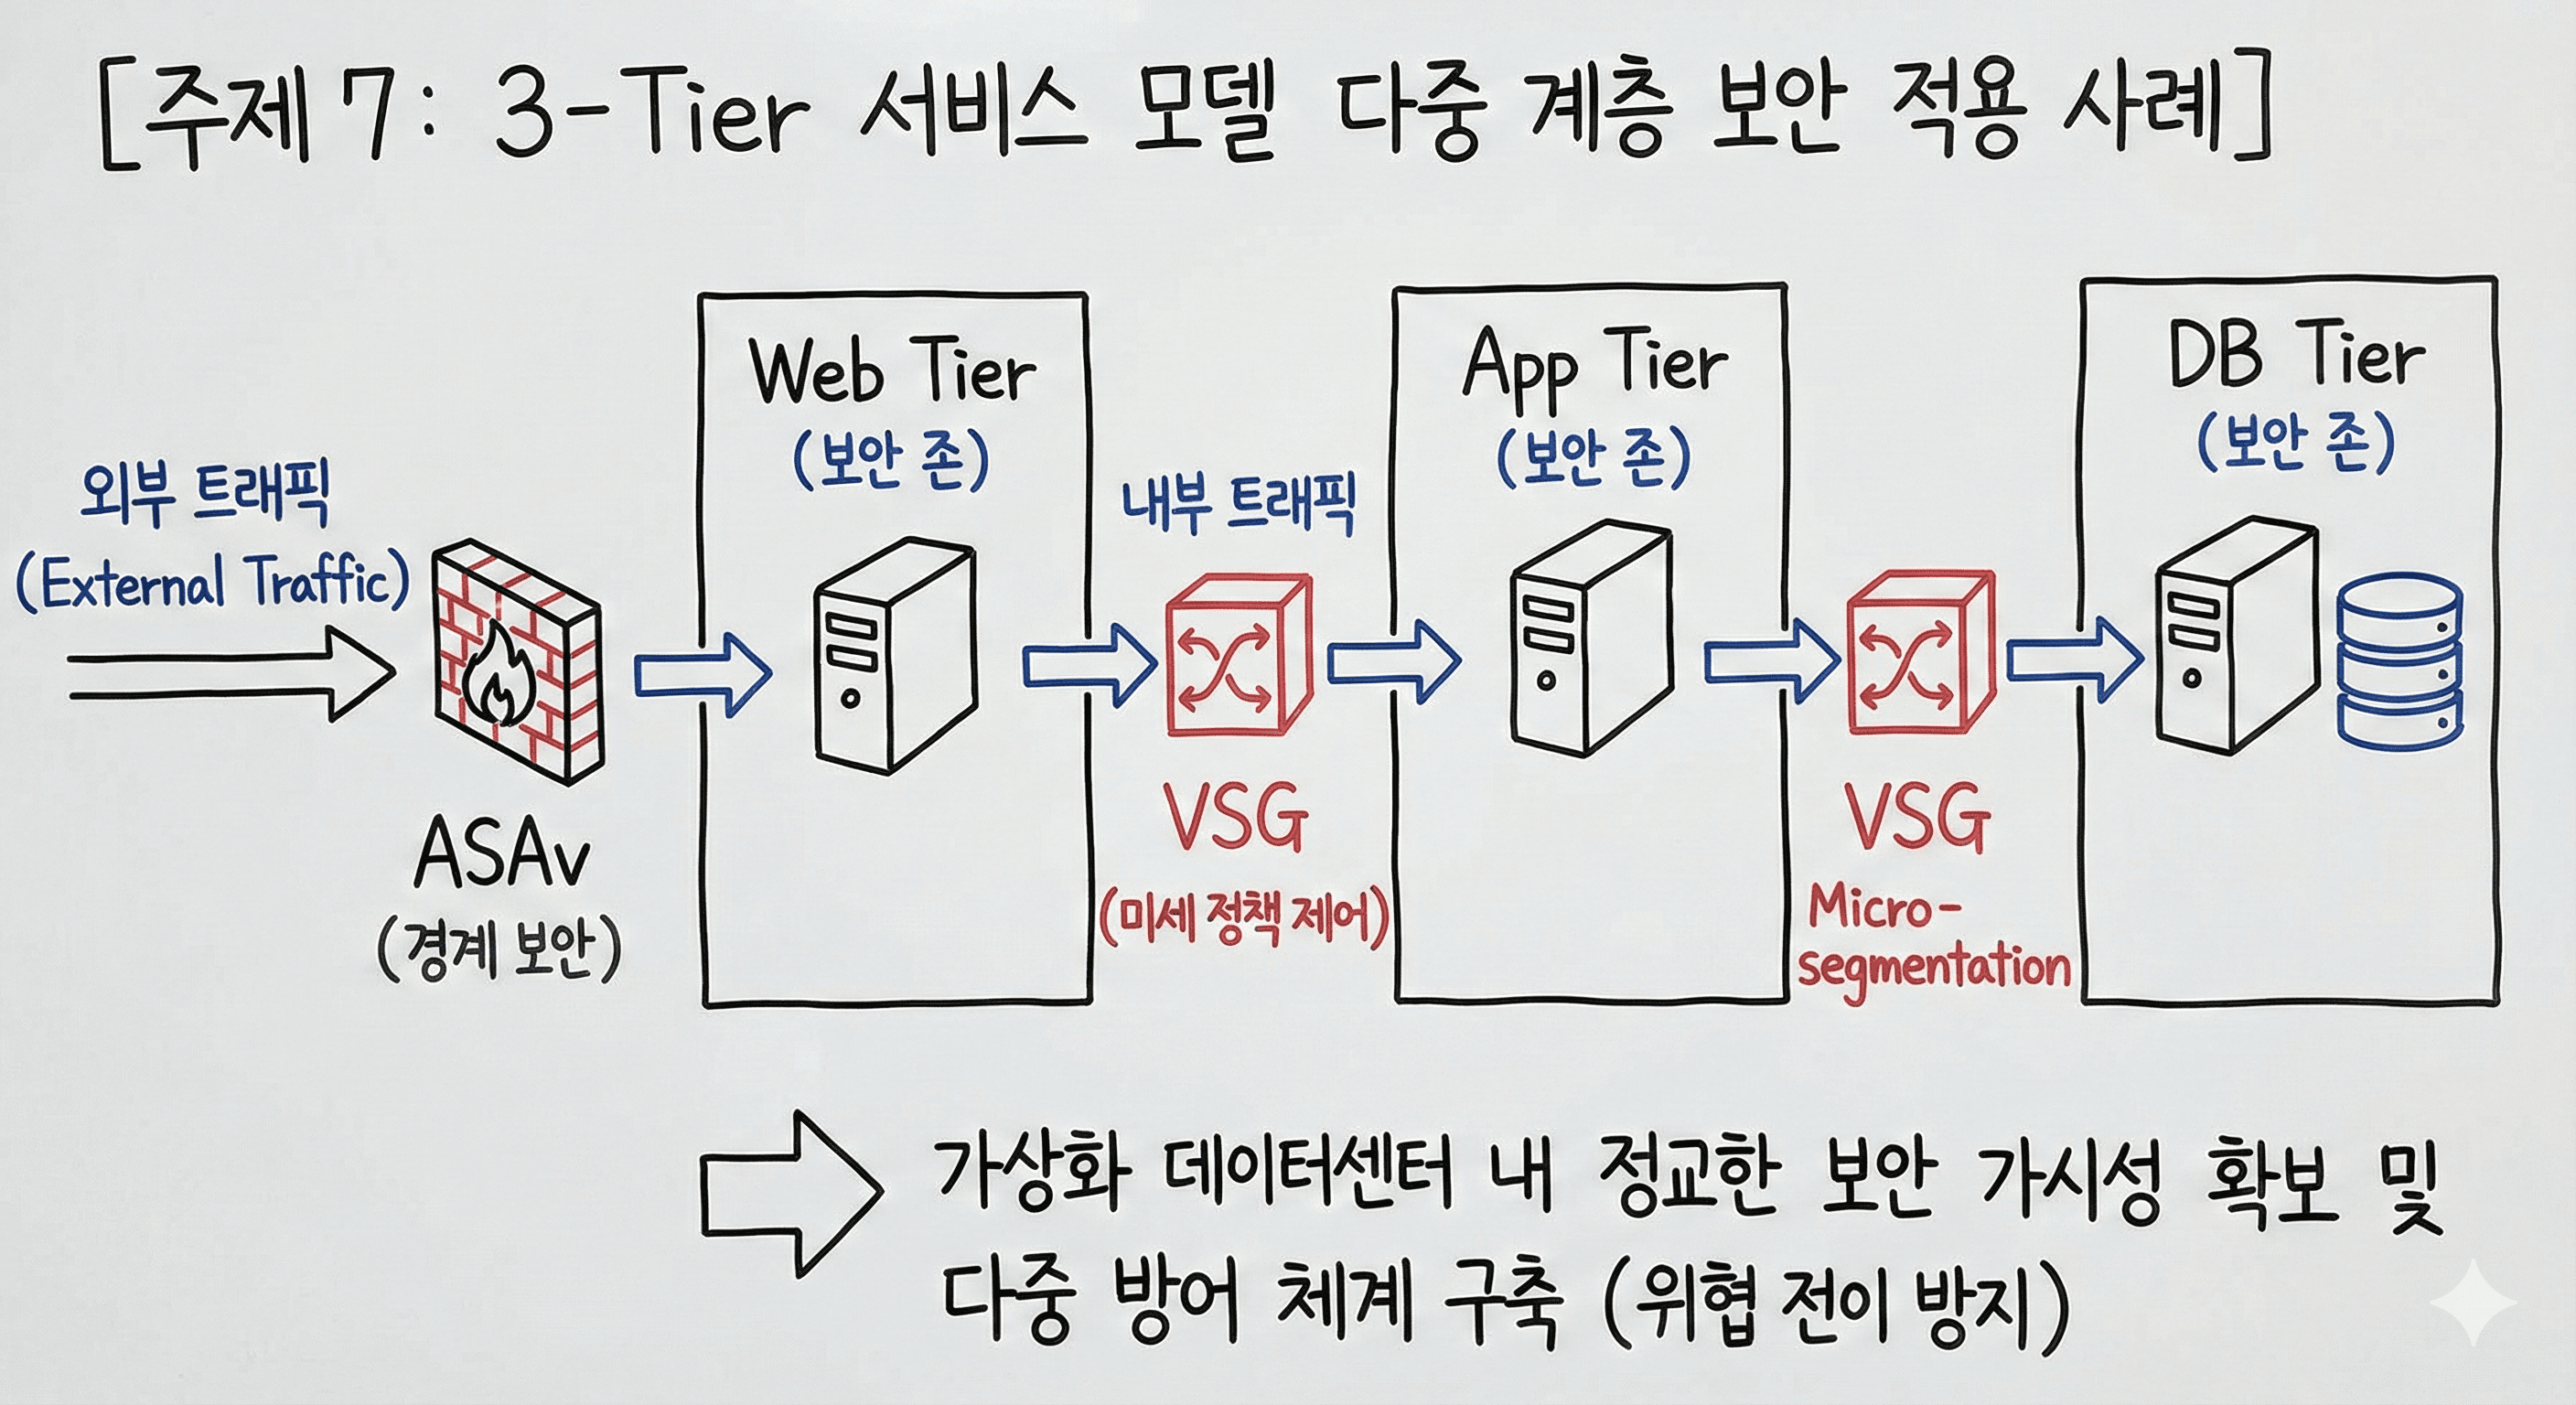 [주제 7: 3-Tier 서비스 모델 다중 계층 보안 적용 사례]
외부 트래픽
(External Traffic)
ASAv
(경계 보안)
Web Tier
(보안 존)
내부 트래픽
VSG
(미세 정책 제어)
App Tier
(보안 존)
VSG
Micro-
segmentation
DB Tier
(보안 존)
가상화 데이터센터 내 정교한 보안 가시성 확보 및
다중 방어 체계 구축 (위협 전이 방지)